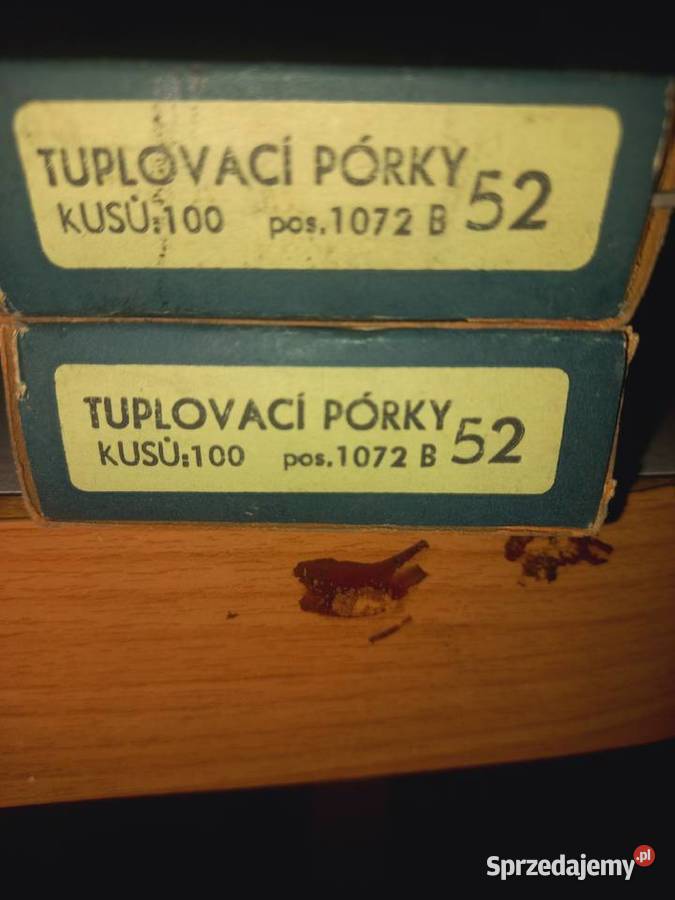 TUPLOVACÍ PÓRKY 52
KUSŮ:100 pos.1072 B
TUPLOVACÍ PÓRKY 52
KUSŮ:100 pos.1072 B
Sprzedajemy.pl